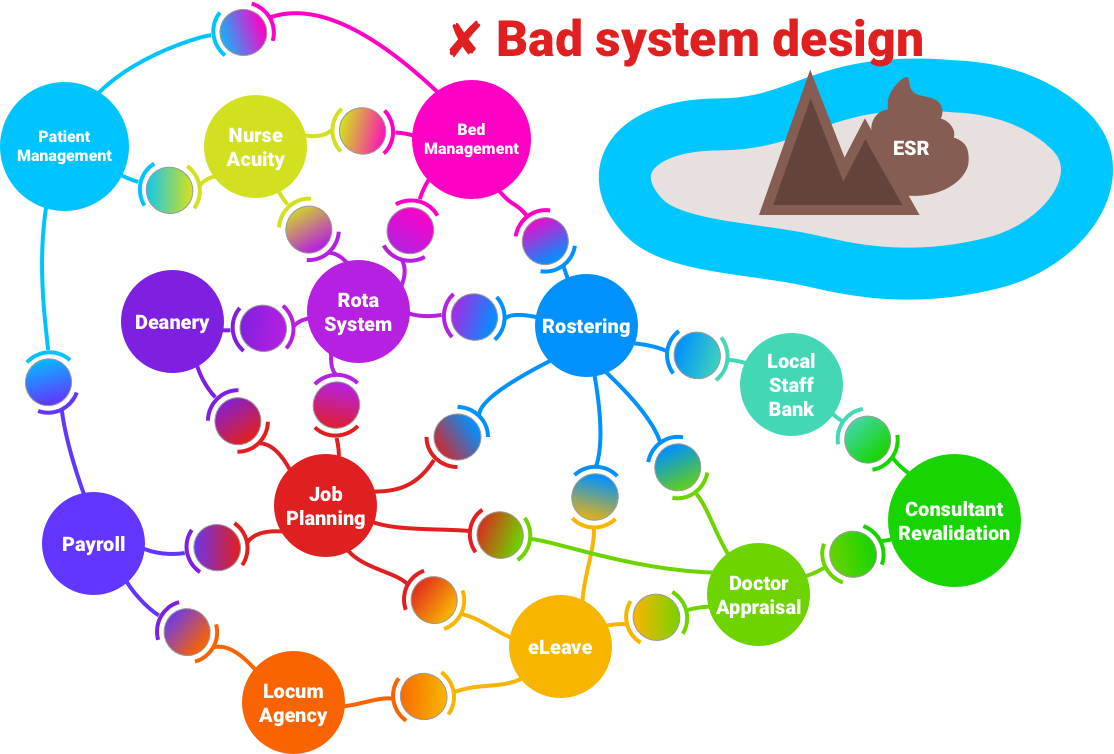 ✘ Bad system design
Patient
Management
Nurse
Acuity
Bed
Management
ESR
Deanery
Rota
System
Rostering
Local
Staff
Bank
Job
Planning
Consultant
Revalidation
Payroll
Doctor
Appraisal
eLeave
Locum
Agency